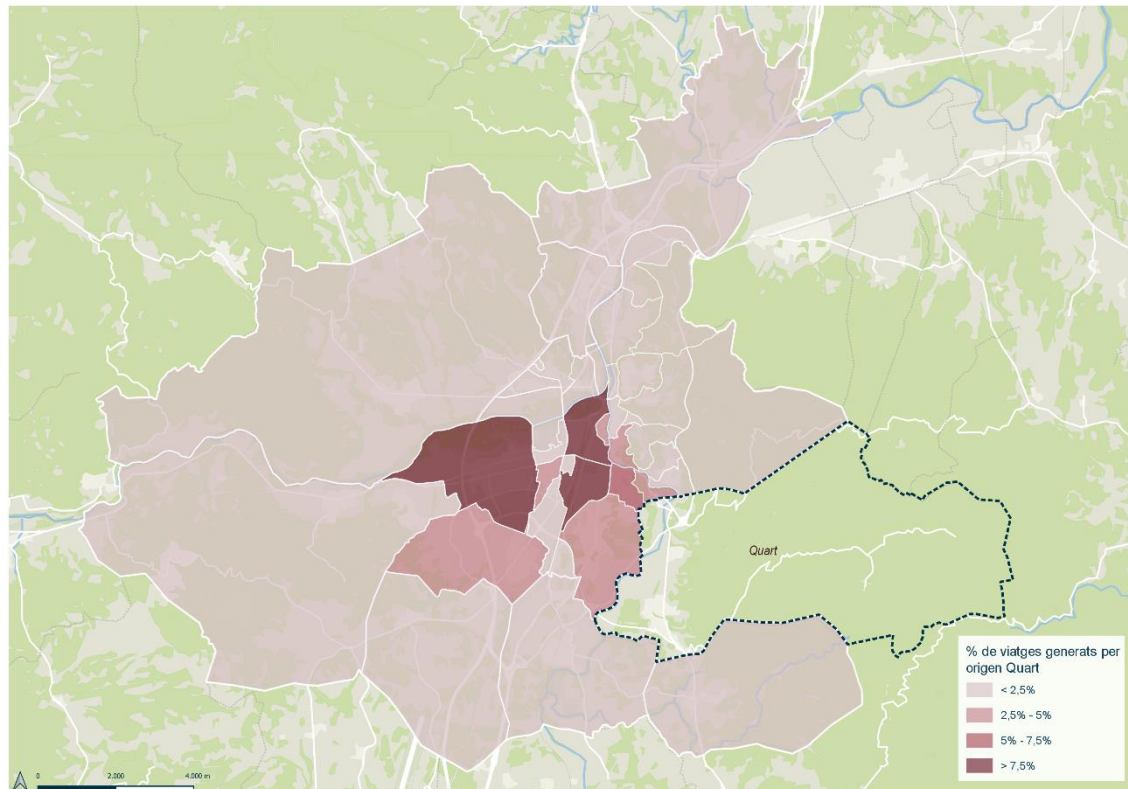 Quart
% de viatges generats per
origen Quart
< 2,5%
2,5% - 5%
5% - 7,5%
> 7,5%
0 2.000 4.000 m